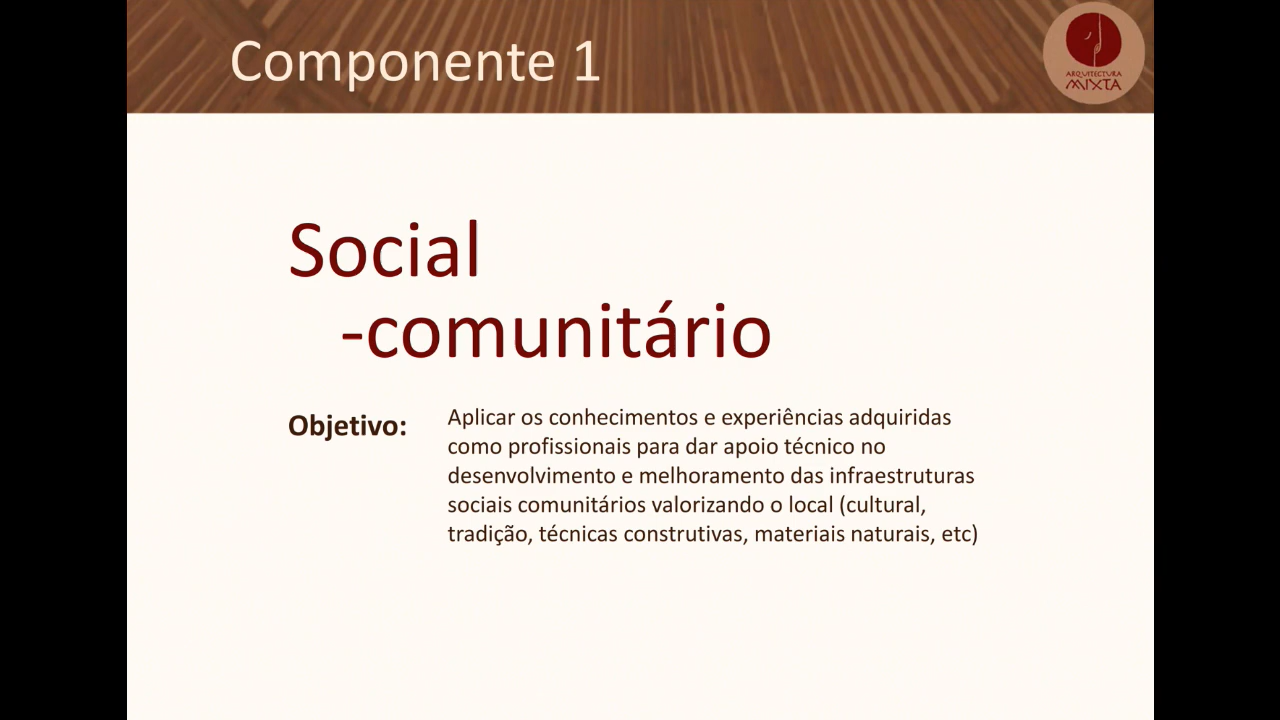 Componente 1
ARQUITECTURA
MIXTA
Social
-comunitário
Objetivo:
Aplicar os conhecimentos e experiências adquiridas
como profissionais para dar apoio técnico no
desenvolvimento e melhoramento das infraestruturas
sociais comunitários valorizando o local (cultural,
tradição, técnicas construtivas, materiais naturais, etc)